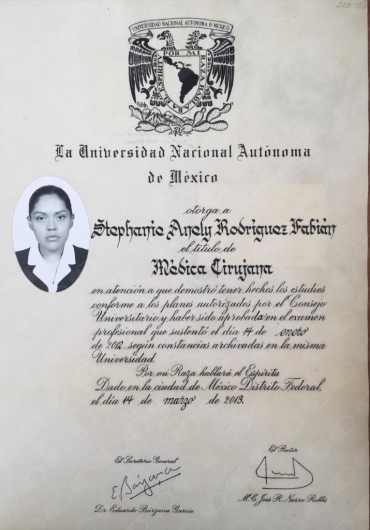 UNIVERSIDAD NACIONAL AUTÓNOMA DE MÉXICO
POR MI RAZA HABLARÁ EL ESPÍRITU
La Universidad Nacional Autónoma
de México
otorga a
Stephanie Anely Rodríguez Fabián
el título de
Médica Cirujana
en atención a que demostró tener hechos los estudios
conforme a los planes autorizados por el Consejo
Universitario y haber sido aprobada en el examen
profesional que sustentó el día 14 de enero
de 2012, según constancias archivadas en la misma
Universidad.
Por mi Raza hablará el Espíritu
Dado en la ciudad de México Distrito Federal,
el día 14 de marzo de 2013.
El Secretario General
El Rector
Dr. Eduardo Bárzana García
M. C. José R. Narro Robles